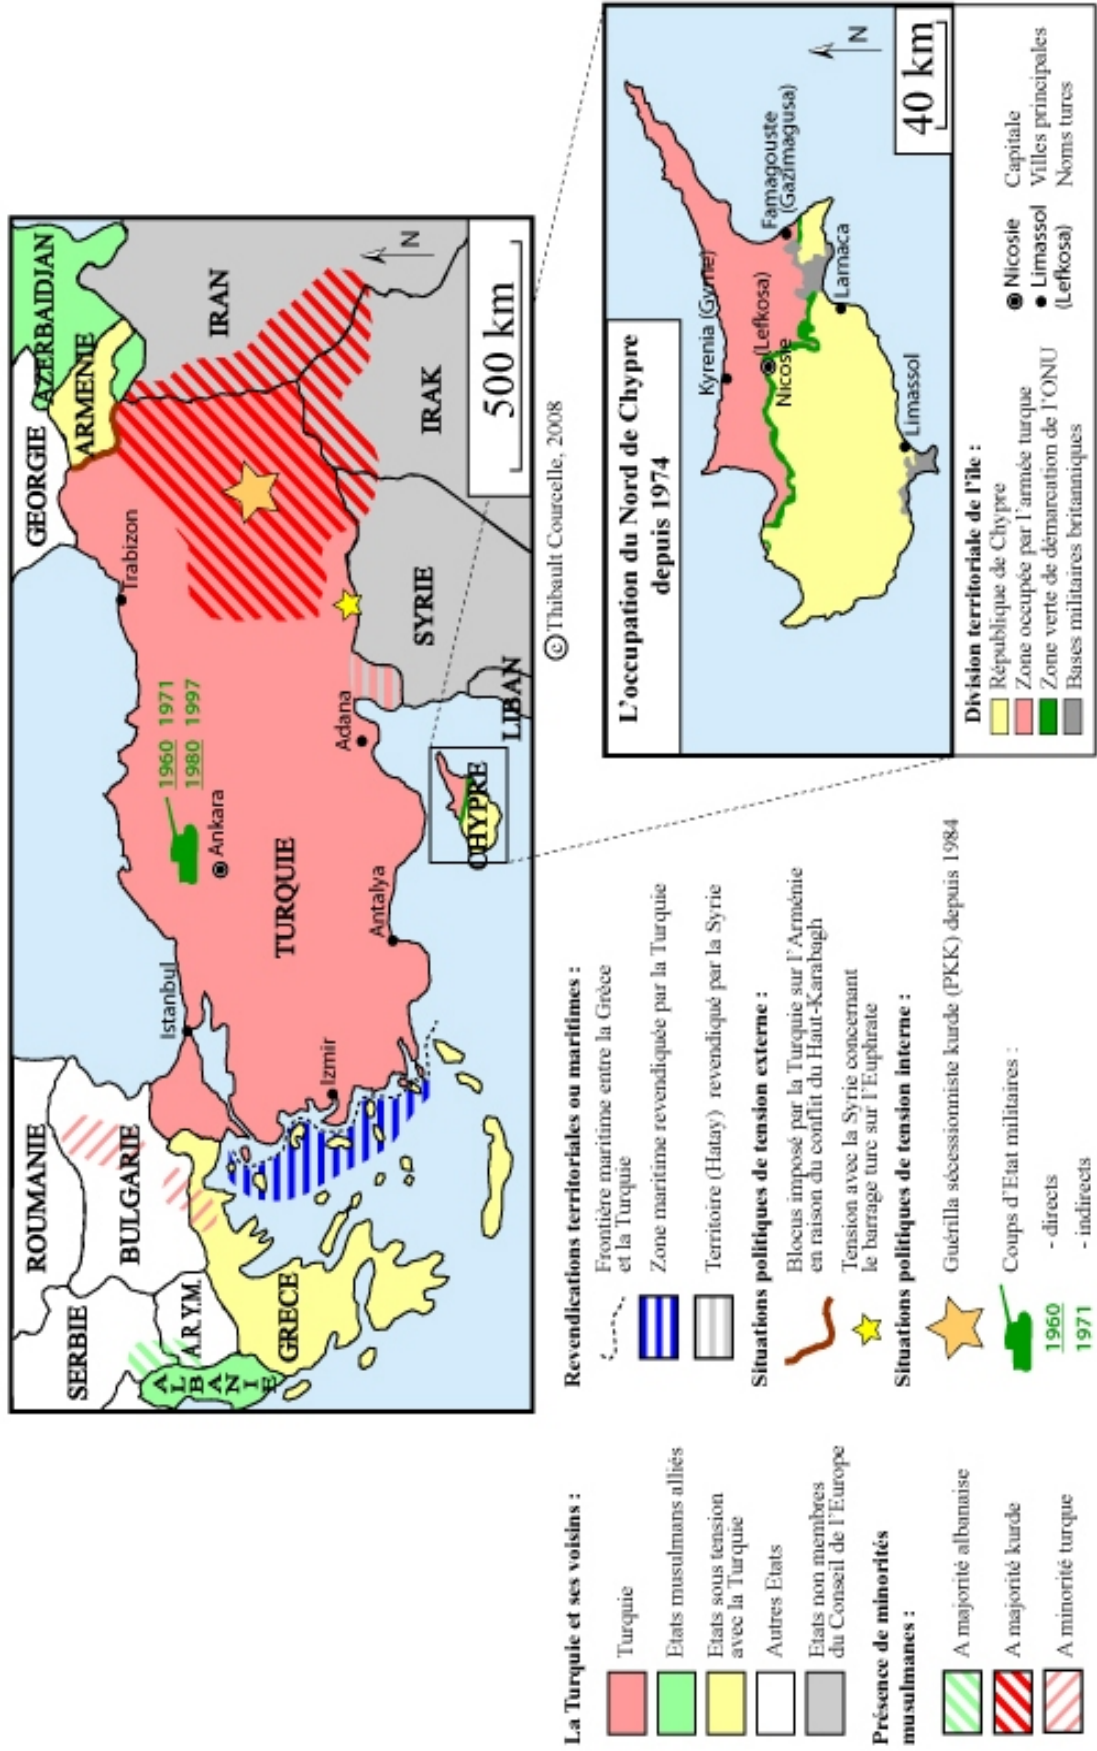 ROUMANIE
SERBIE
BULGARIE
A.R.Y.M.
ALBANIE
GRECE
GEORGIE
ARMENIE
AZERBAIDJAN
IRAN
IRAK
SYRIE
LIBAN
CHYPRE
TURQUIE
Istanbul
Izmir
Antalya
Ankara
Adana
Trabizon
1960 1971
1980 1997
N
500 km
©Thibault Courcelle, 2008
La Turquie et ses voisins :
Turquie
Etats musulmans alliés
Etats sous tension
avec la Turquie
Autres Etats
Etats non membres
du Conseil de l'Europe
Présence de minorités
musulmanes :
A majorité albanaise
A majorité kurde
A minorité turque
Revendications territoriales ou maritimes :
Frontière maritime entre la Grèce
et la Turquie
Zone maritime revendiquée par la Turquie
Territoire (Hatay) revendiqué par la Syrie
Situations politiques de tension externe :
Blocus imposé par la Turquie sur l'Arménie
en raison du conflit du Haut-Karabagh
Tension avec la Syrie concernant
le barrage turc sur l'Euphrate
Situations politiques de tension interne :
Guérilla sécessionniste kurde (PKK) depuis 1984
Coups d'Etat militaires :
1960 - directs
1971 - indirects
L'occupation du Nord de Chypre
depuis 1974
Kyrenia (Gyrne)
(Lefkosa)
Nicosie
Famagouste
(Gazimagusa)
Larnaca
Limassol
N
40 km
Division territoriale de l'île :
République de Chypre
Zone occupée par l'armée turque
Zone verte de démarcation de l'ONU
Bases militaires britanniques
Nicosie Capitale
Limassol Villes principales
(Lefkosa) Noms turcs